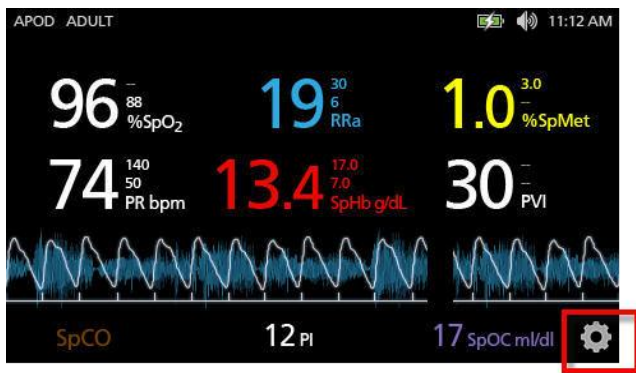 APOD ADULT 11:12 AM
96 -- 88 %SpO2
19 30 6 RRa
1.0 3.0 -- %SpMet
74 140 50 PR bpm
13.4 17.0 7.0 SpHb g/dL
30 -- -- PVI
SpCO 12 PI 17 SpOC ml/dl